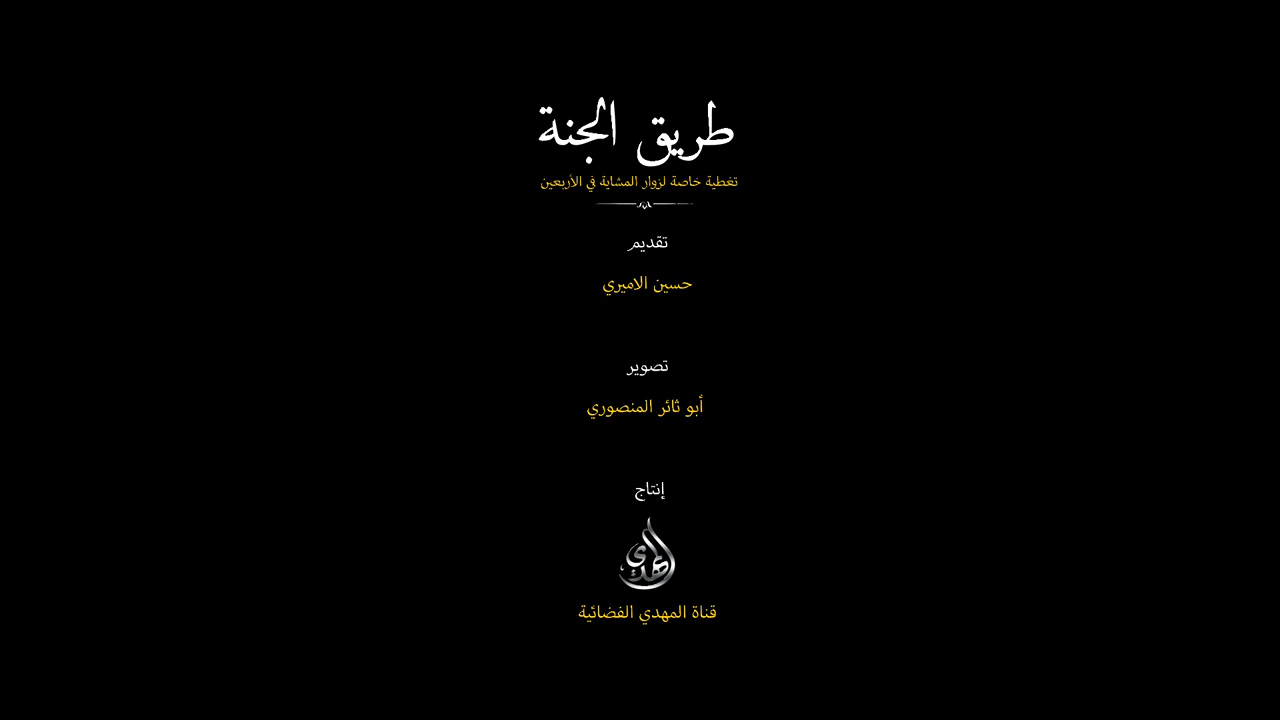 طريق الجنة
تغطية خاصة لزوار المشاية في الأربعين
تقديم
حسين الاميري
تصوير
أبو ثائر المنصوري
إنتاج
المهدي
قناة المهدي الفضائية